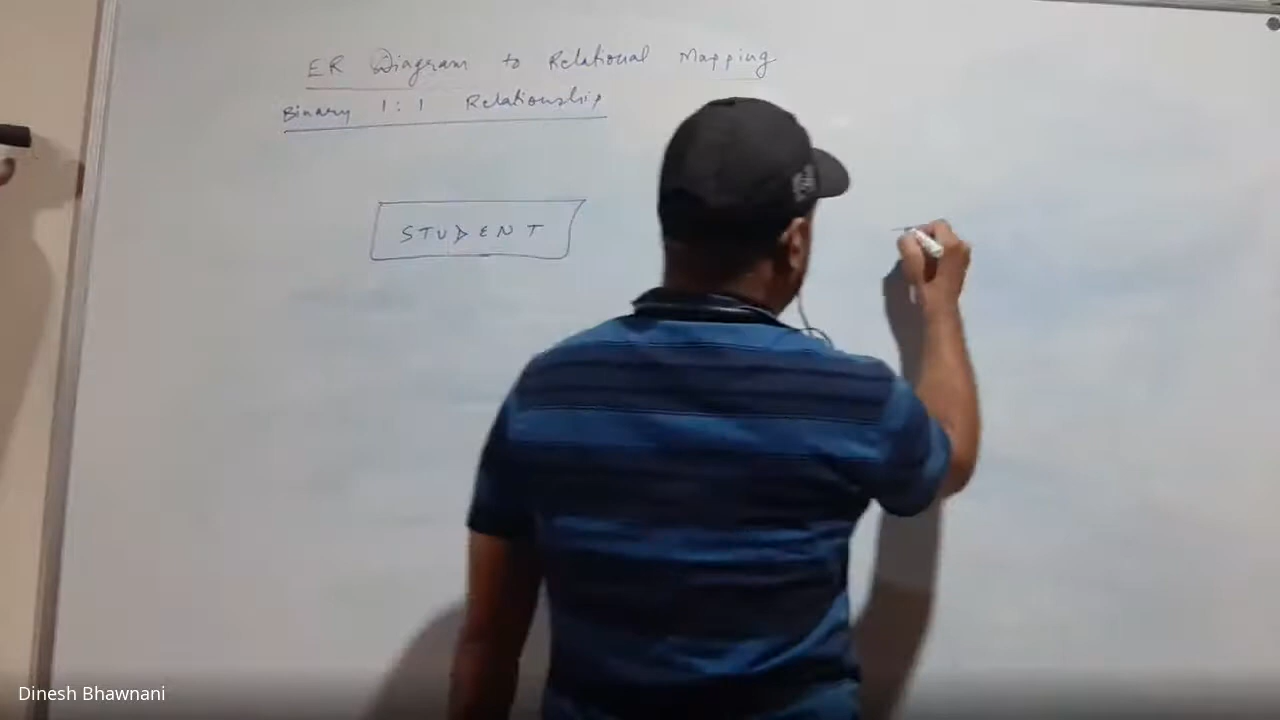 ER Diagram to Relational Mapping
Binary 1:1 Relationship
STUDENT
Dinesh Bhawnani